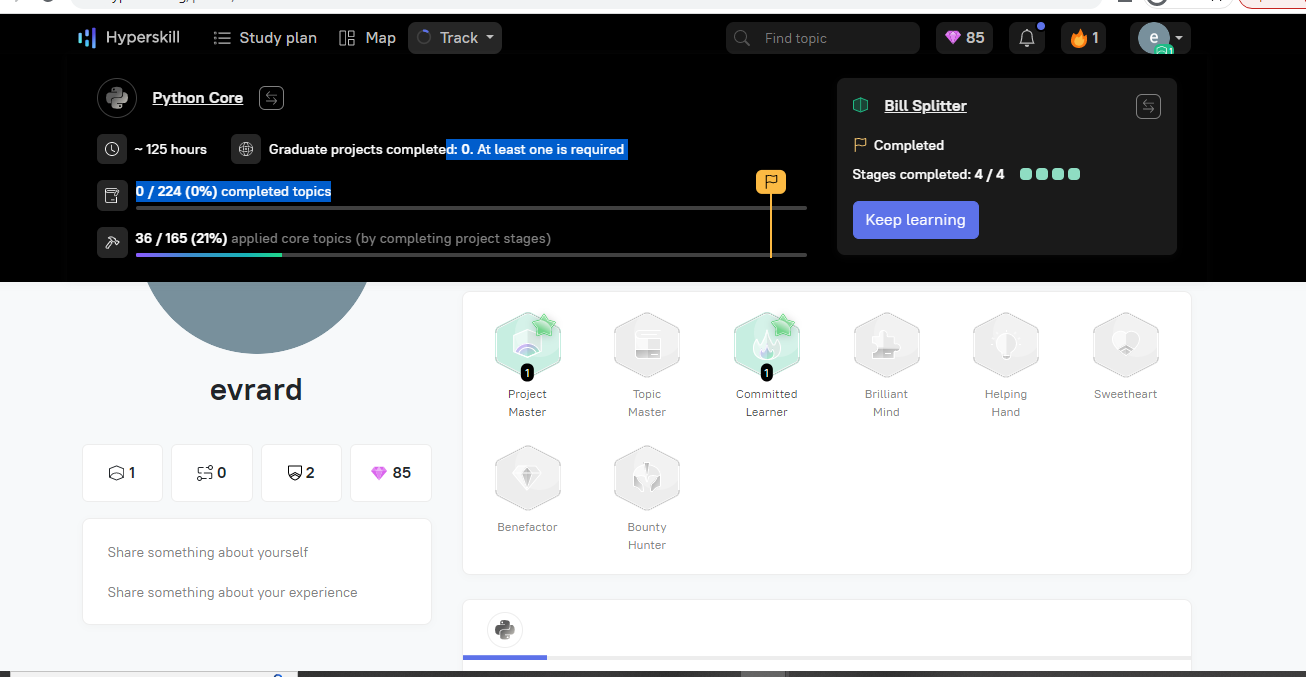 Hyperskill
Study plan
Map
Track
Find topic
85
1
e
1
Python Core
~ 125 hours
Graduate projects completed: 0. At least one is required
0 / 224 (0%) completed topics
36 / 165 (21%) applied core topics (by completing project stages)
Bill Splitter
Completed
Stages completed: 4 / 4
Keep learning
evrard
1
0
2
85
Share something about yourself
Share something about your experience
1
Project
Master
Topic
Master
1
Committed
Learner
Brilliant
Mind
Helping
Hand
Sweetheart
Benefactor
Bounty
Hunter